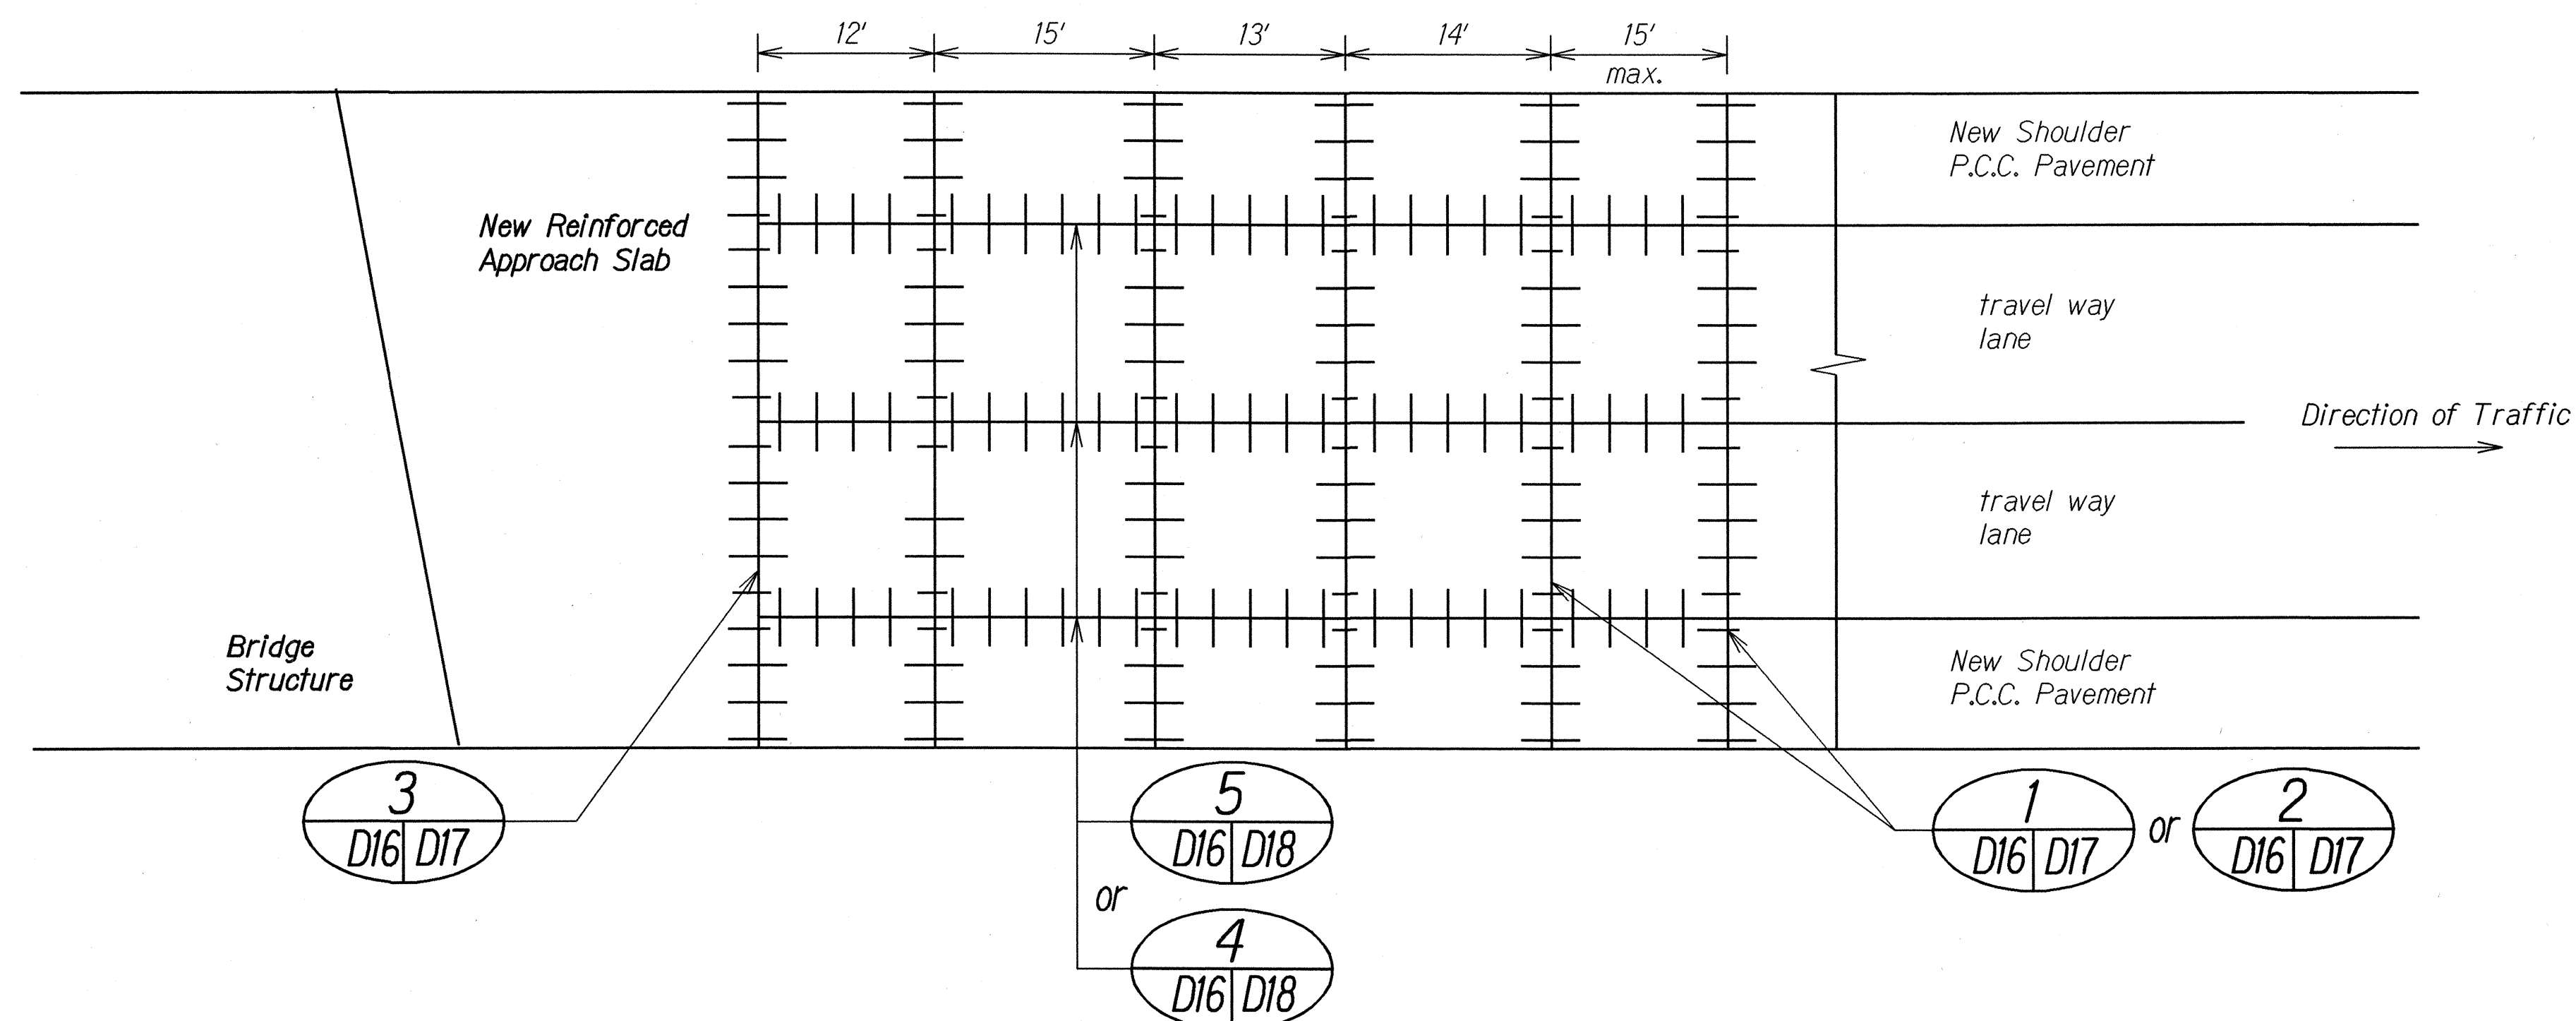 12' 15' 13' 14' 15'
max.
New Shoulder
P.C.C. Pavement
New Reinforced
Approach Slab
travel way
lane
Direction of Traffic
travel way
lane
Bridge
Structure
New Shoulder
P.C.C. Pavement
3
D16 D17
5
D16 D18
or
4
D16 D18
1
D16 D17
or
2
D16 D17